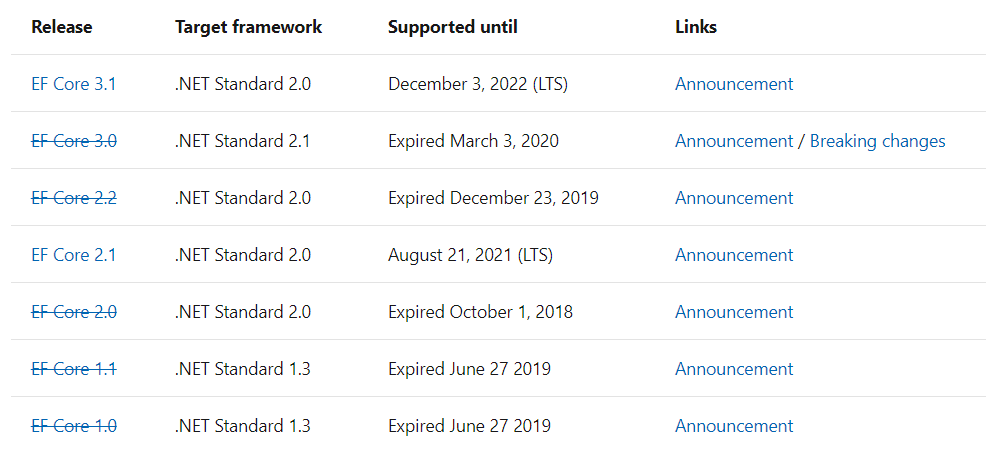 Release Target framework Supported until Links
EF Core 3.1 .NET Standard 2.0 December 3, 2022 (LTS) Announcement
EF Core 3.0 .NET Standard 2.1 Expired March 3, 2020 Announcement / Breaking changes
EF Core 2.2 .NET Standard 2.0 Expired December 23, 2019 Announcement
EF Core 2.1 .NET Standard 2.0 August 21, 2021 (LTS) Announcement
EF Core 2.0 .NET Standard 2.0 Expired October 1, 2018 Announcement
EF Core 1.1 .NET Standard 1.3 Expired June 27 2019 Announcement
EF Core 1.0 .NET Standard 1.3 Expired June 27 2019 Announcement